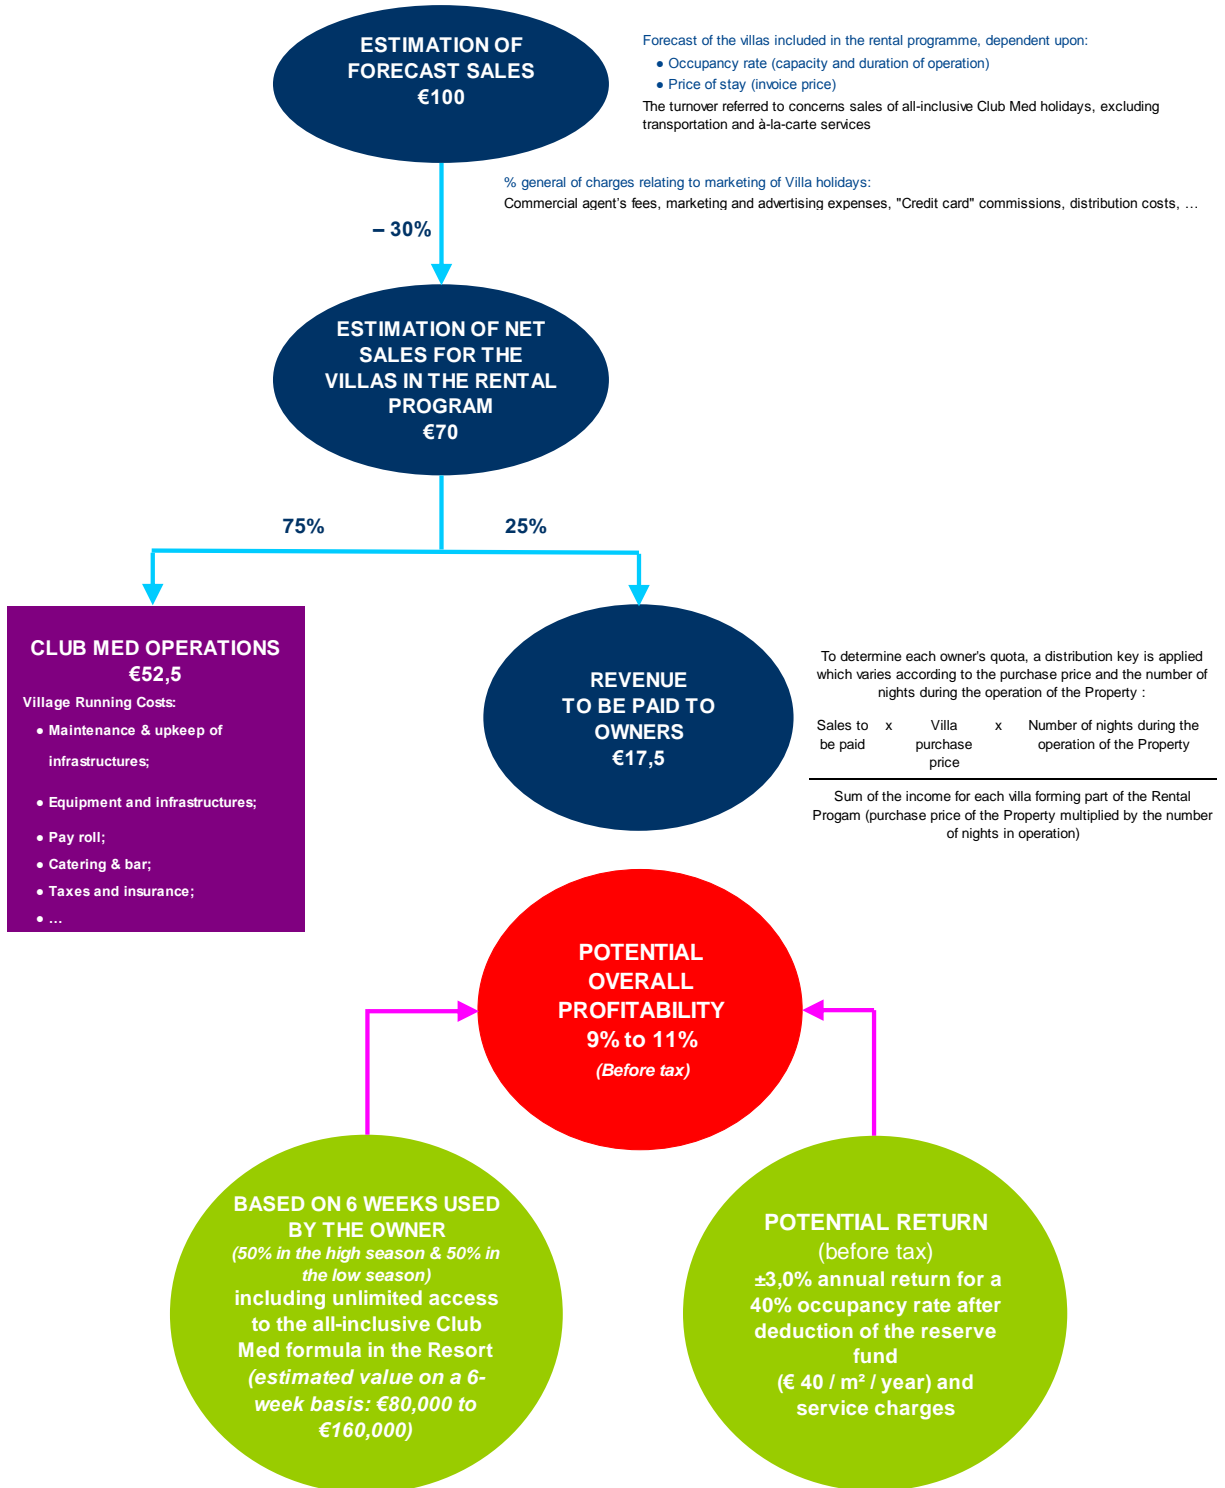 ESTIMATION OF
FORECAST SALES
€100
Forecast of the villas included in the rental programme, dependent upon:
● Occupancy rate (capacity and duration of operation)
● Price of stay (invoice price)
The turnover referred to concerns sales of all-inclusive Club Med holidays, excluding
transportation and à-la-carte services
% general of charges relating to marketing of Villa holidays:
Commercial agent's fees, marketing and advertising expenses, "Credit card" commissions, distribution costs, …
– 30%
ESTIMATION OF NET
SALES FOR THE
VILLAS IN THE RENTAL
PROGRAM
€70
75%
25%
CLUB MED OPERATIONS
€52,5
Village Running Costs:
● Maintenance & upkeep of
infrastructures;
● Equipment and infrastructures;
● Pay roll;
● Catering & bar;
● Taxes and insurance;
● …
REVENUE
TO BE PAID TO
OWNERS
€17,5
To determine each owner's quota, a distribution key is applied
which varies according to the purchase price and the number of
nights during the operation of the Property :
Sales to x Villa x Number of nights during the
be paid purchase operation of the Property
price
Sum of the income for each villa forming part of the Rental
Progam (purchase price of the Property multiplied by the number
of nights in operation)
POTENTIAL
OVERALL
PROFITABILITY
9% to 11%
(Before tax)
BASED ON 6 WEEKS USED
BY THE OWNER
(50% in the high season & 50% in
the low season)
including unlimited access
to the all-inclusive Club
Med formula in the Resort
(estimated value on a 6-
week basis: €80,000 to
€160,000)
POTENTIAL RETURN
(before tax)
±3,0% annual return for a
40% occupancy rate after
deduction of the reserve
fund
(€ 40 / m² / year) and
service charges